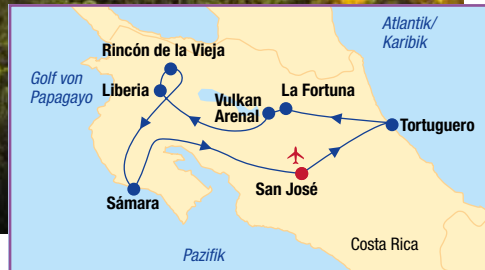 Atlantik/
Karibik
Rincón de la Vieja
Golf von
Papagayo
Liberia
Vulkan
Arenal
La Fortuna
Tortuguero
San José
Sámara
Costa Rica
Pazifik